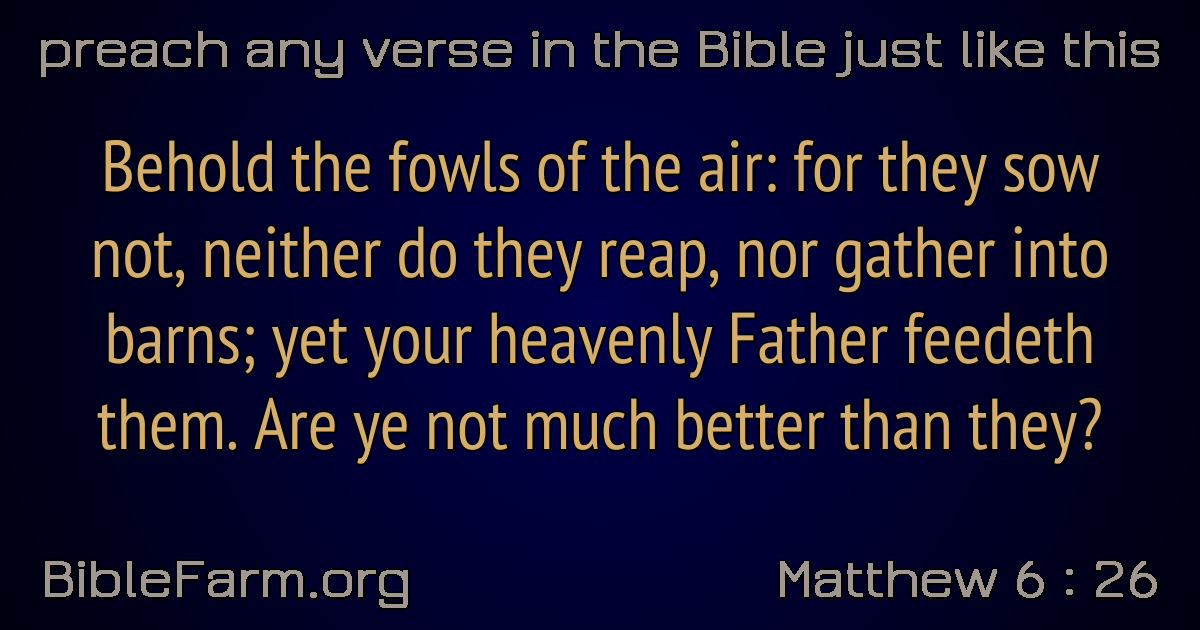 preach any verse in the Bible just like this
Behold the fowls of the air: for they sow
not, neither do they reap, nor gather into
barns; yet your heavenly Father feedeth
them. Are ye not much better than they?
BibleFarm.org
Matthew 6 : 26